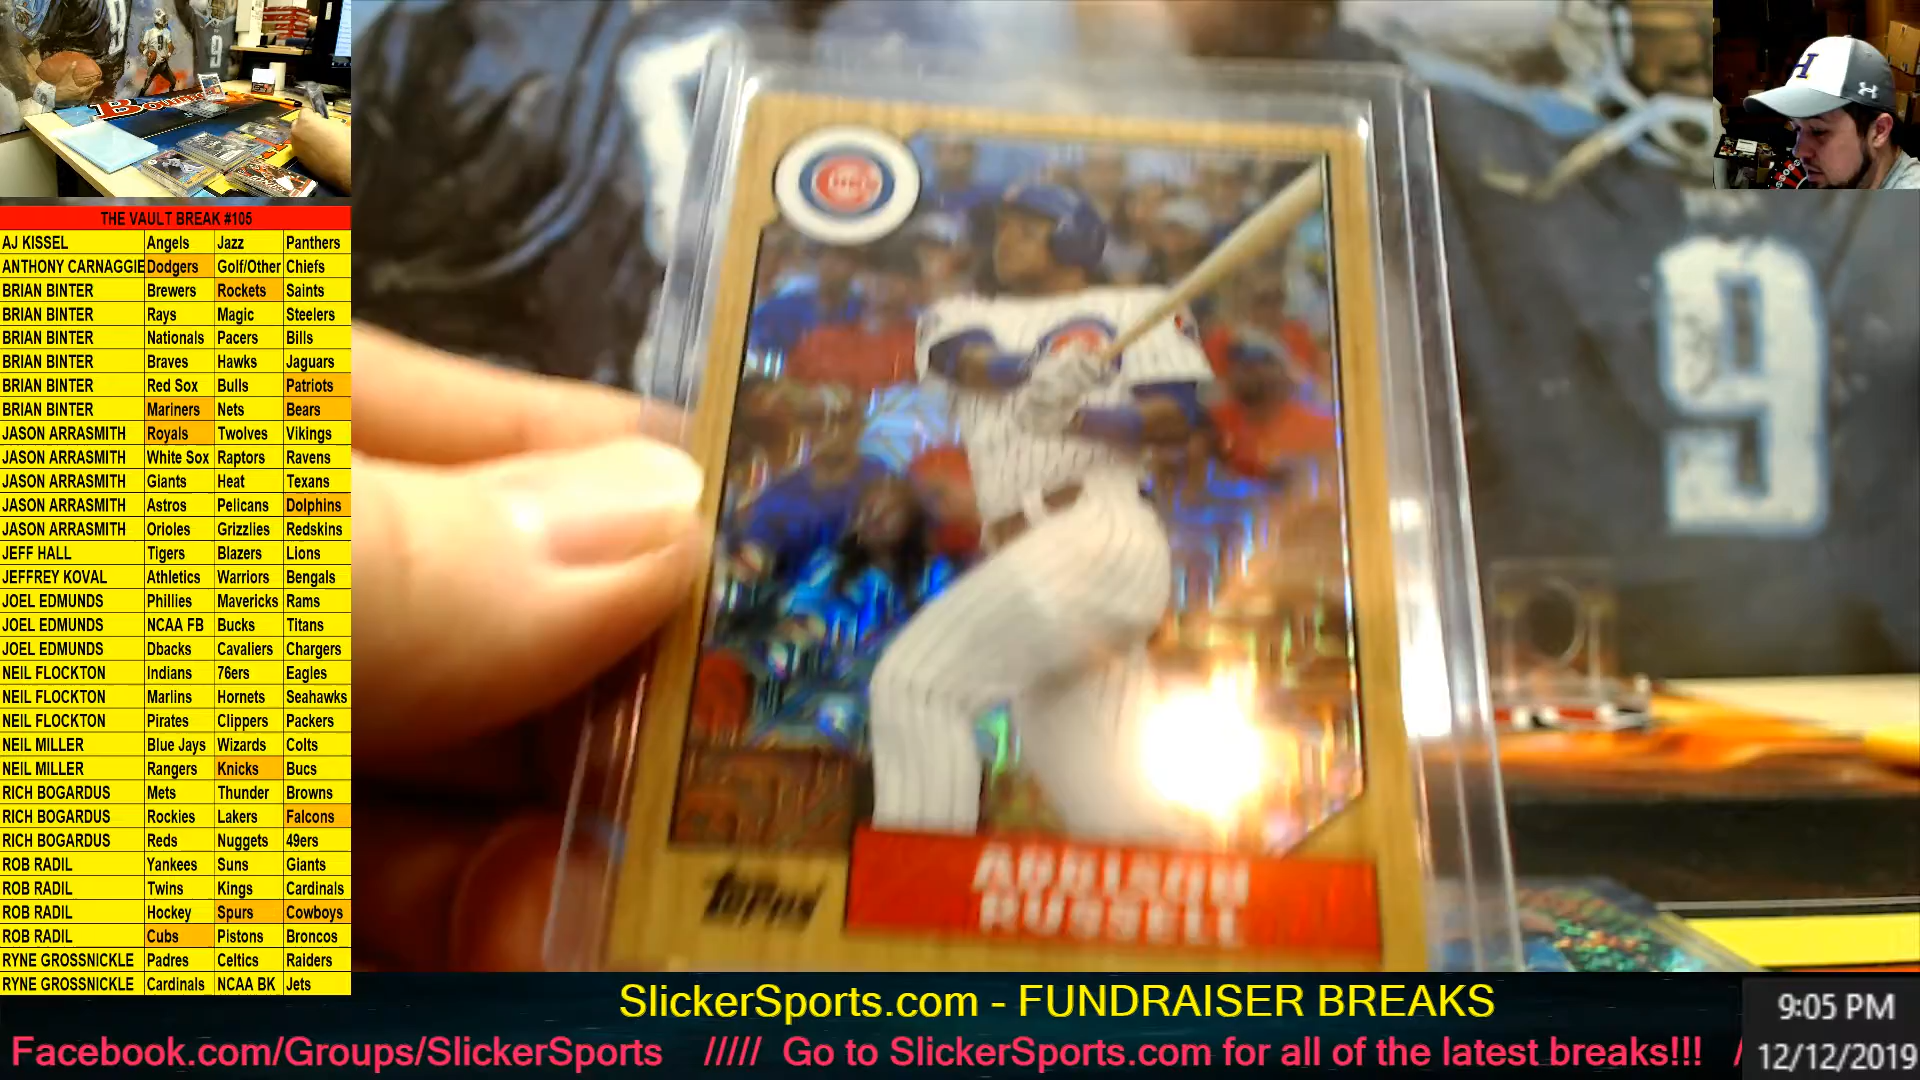 THE VAULT BREAK #105
AJ KISSEL Angels Jazz Panthers
ANTHONY CARNAGGIE Dodgers Golf/Other Chiefs
BRIAN BINTER Brewers Rockets Saints
BRIAN BINTER Rays Magic Steelers
BRIAN BINTER Nationals Pacers Bills
BRIAN BINTER Braves Hawks Jaguars
BRIAN BINTER Red Sox Bulls Patriots
BRIAN BINTER Mariners Nets Bears
JASON ARRASMITH Royals Twolves Vikings
JASON ARRASMITH White Sox Raptors Ravens
JASON ARRASMITH Giants Heat Texans
JASON ARRASMITH Astros Pelicans Dolphins
JASON ARRASMITH Orioles Grizzlies Redskins
JEFF HALL Tigers Blazers Lions
JEFFREY KOVAL Athletics Warriors Bengals
JOEL EDMUNDS Phillies Mavericks Rams
JOEL EDMUNDS NCAA FB Bucks Titans
JOEL EDMUNDS Dbacks Cavaliers Chargers
NEIL FLOCKTON Indians 76ers Eagles
NEIL FLOCKTON Marlins Hornets Seahawks
NEIL FLOCKTON Pirates Clippers Packers
NEIL MILLER Blue Jays Wizards Colts
NEIL MILLER Rangers Knicks Bucs
RICH BOGARDUS Mets Thunder Browns
RICH BOGARDUS Rockies Lakers Falcons
RICH BOGARDUS Reds Nuggets 49ers
ROB RADIL Yankees Suns Giants
ROB RADIL Twins Kings Cardinals
ROB RADIL Hockey Spurs Cowboys
ROB RADIL Cubs Pistons Broncos
RYNE GROSSNICKLE Padres Celtics Raiders
RYNE GROSSNICKLE Cardinals NCAA BK Jets
9
H
Topps
ADDISON
RUSSELL
SlickerSports.com - FUNDRAISER BREAKS
Facebook.com/Groups/SlickerSports ///// Go to SlickerSports.com for all of the latest breaks!!! /
9:05 PM
12/12/2019